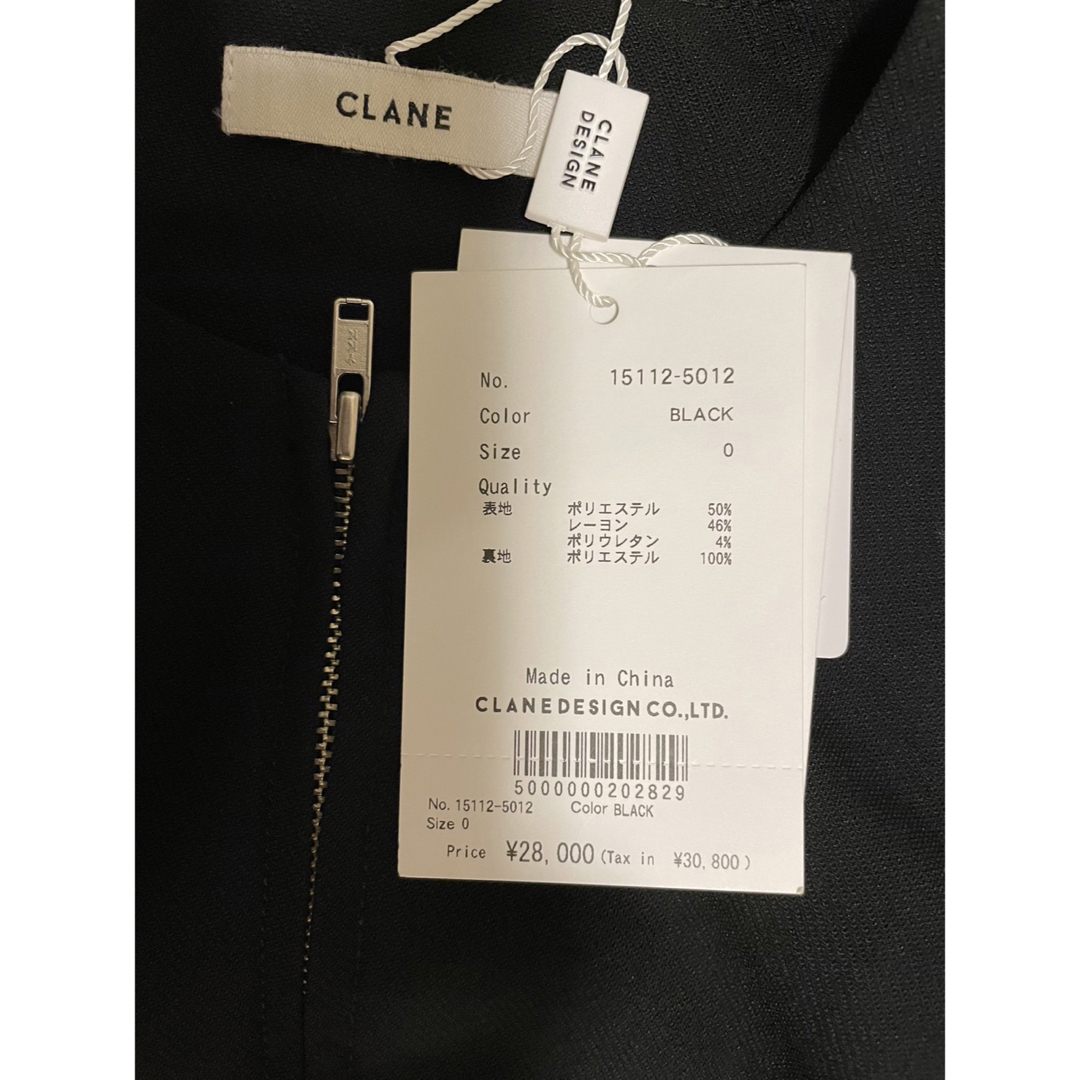 CLANE
CLANE
DESIGN
No. 15112-5012
Color BLACK
Size 0
Quality
表地 ポリエステル 50%
レーヨン 46%
ポリウレタン 4%
裏地 ポリエステル 100%
Made in China
CLANE DESIGN CO.,LTD.
5000000202829
No. 15112-5012 Color BLACK
Size 0
Price ¥28,000 (Tax in ¥30,800)